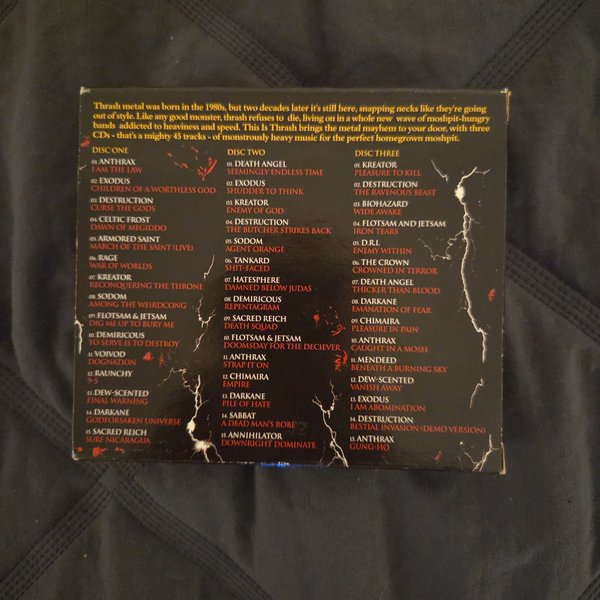 Thrash metal was born in the 1980s, but two decades later it's still here, snapping necks like they're going
out of style. Like any good monster, thrash refuses to die, living on in a whole new wave of moshpit-hungry
bands addicted to heaviness and speed. This Is Thrash brings the metal mayhem to your door, with three
CDs - that's a mighty 45 tracks - of monstrously heavy music for the perfect homegrown moshpit.
DISC ONE
01. ANTHRAX
I AM THE LAW
02. EXODUS
CHILDREN OF A WORTHLESS GOD
03. DESTRUCTION
CURSE THE GODS
04. CELTIC FROST
DAWN OF MEGIDDO
05. ARMORED SAINT
MARCH OF THE SAINT (LIVE)
06. RAGE
WAR OF WORLDS
07. KREATOR
RECONQUERING THE THRONE
08. SODOM
AMONG THE WEIRDCONG
09. FLOTSAM & JETSAM
DIG ME UP TO BURY ME
10. DEMIRICOUS
TO SERVE IS TO DESTROY
11. VOIVOD
DOGNATION
12. RAUNCHY
9-5
13. DEW-SCENTED
FINAL WARNING
14. DARKANE
GODFORSAKEN UNIVERSE
15. SACRED REICH
SURF NICARAGUA
DISC TWO
01. DEATH ANGEL
SEEMINGLY ENDLESS TIME
02. EXODUS
SHUDDER TO THINK
03. KREATOR
ENEMY OF GOD
04. DESTRUCTION
THE BUTCHER STRIKES BACK
05. SODOM
AGENT ORANGE
06. TANKARD
SHIT-FACED
07. HATESPHERE
DAMNED BELOW JUDAS
08. DEMIRICOUS
REPENTAGRAM
09. SACRED REICH
DEATH SQUAD
10. FLOTSAM & JETSAM
DOOMSDAY FOR THE DECIEVER
11. ANTHRAX
STRAP IT ON
12. CHIMAIRA
EMPIRE
13. DARKANE
PILE OF HATE
14. SABBAT
A DEAD MAN'S ROBE
15. ANNIHILATOR
DOWNRIGHT DOMINATE
DISC THREE
01. KREATOR
PLEASURE TO KILL
02. DESTRUCTION
THE RAVENOUS BEAST
03. BIOHAZARD
WIDE AWAKE
04. FLOTSAM AND JETSAM
IRON TEARS
05. D.R.I.
ENEMY WITHIN
06. THE CROWN
CROWNED IN TERROR
07. DEATH ANGEL
THICKER THAN BLOOD
08. DARKANE
EMANATION OF FEAR
09. CHIMAIRA
PLEASURE IN PAIN
10. ANTHRAX
CAUGHT IN A MOSH
11. MENDEED
BENEATH A BURNING SKY
12. DEW-SCENTED
VANISH AWAY
13. EXODUS
I AM ABOMINATION
14. DESTRUCTION
BESTIAL INVASION (DEMO VERSION)
15. ANTHRAX
GUNG-HO